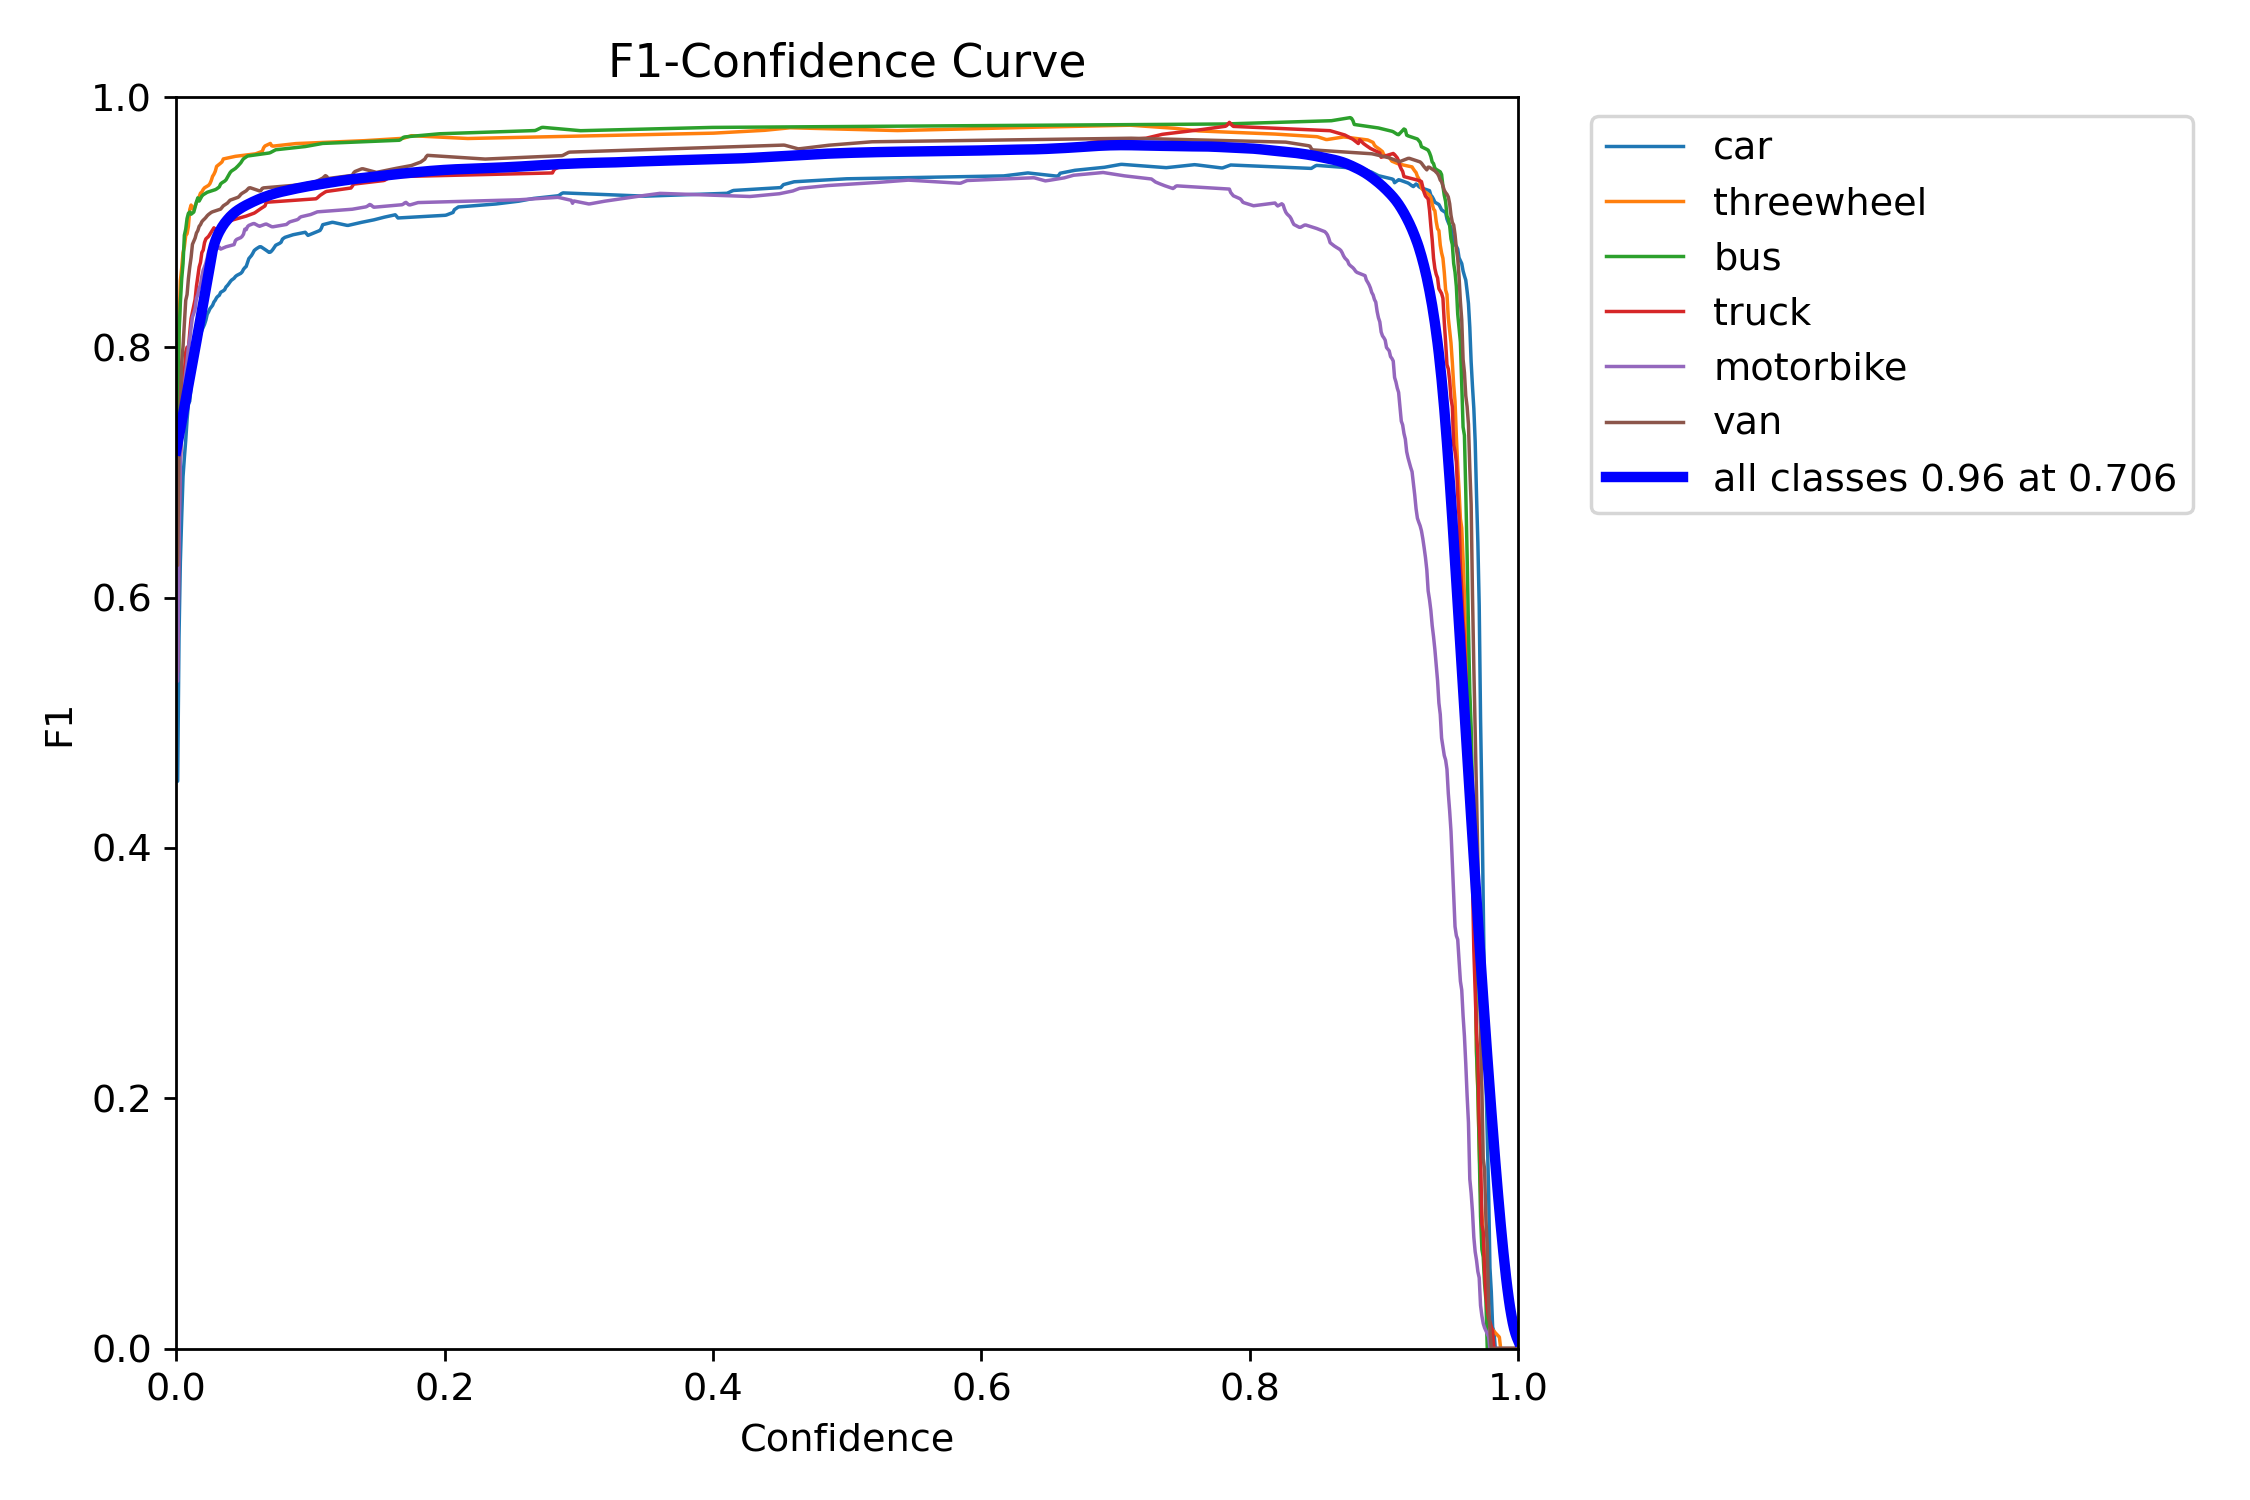 F1-Confidence Curve
1.0
0.8
0.6
0.4
0.2
0.0
F1
0.0 0.2 0.4 0.6 0.8 1.0
Confidence
car
threewheel
bus
truck
motorbike
van
all classes 0.96 at 0.706